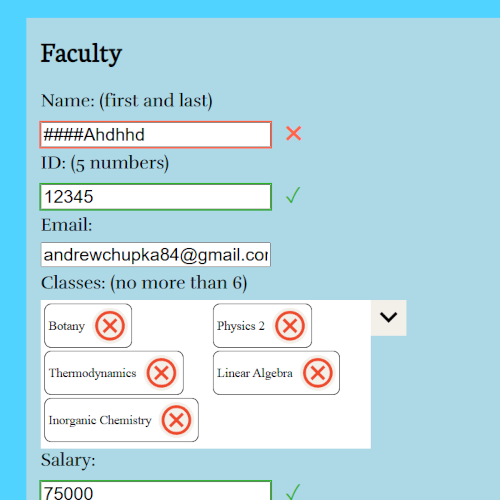 Faculty
Name: (first and last)
####Ahdhhd
ID: (5 numbers)
12345
Email:
andrewchupka84@gmail.com
Classes: (no more than 6)
Botany
Physics 2
Thermodynamics
Linear Algebra
Inorganic Chemistry
Salary:
75000